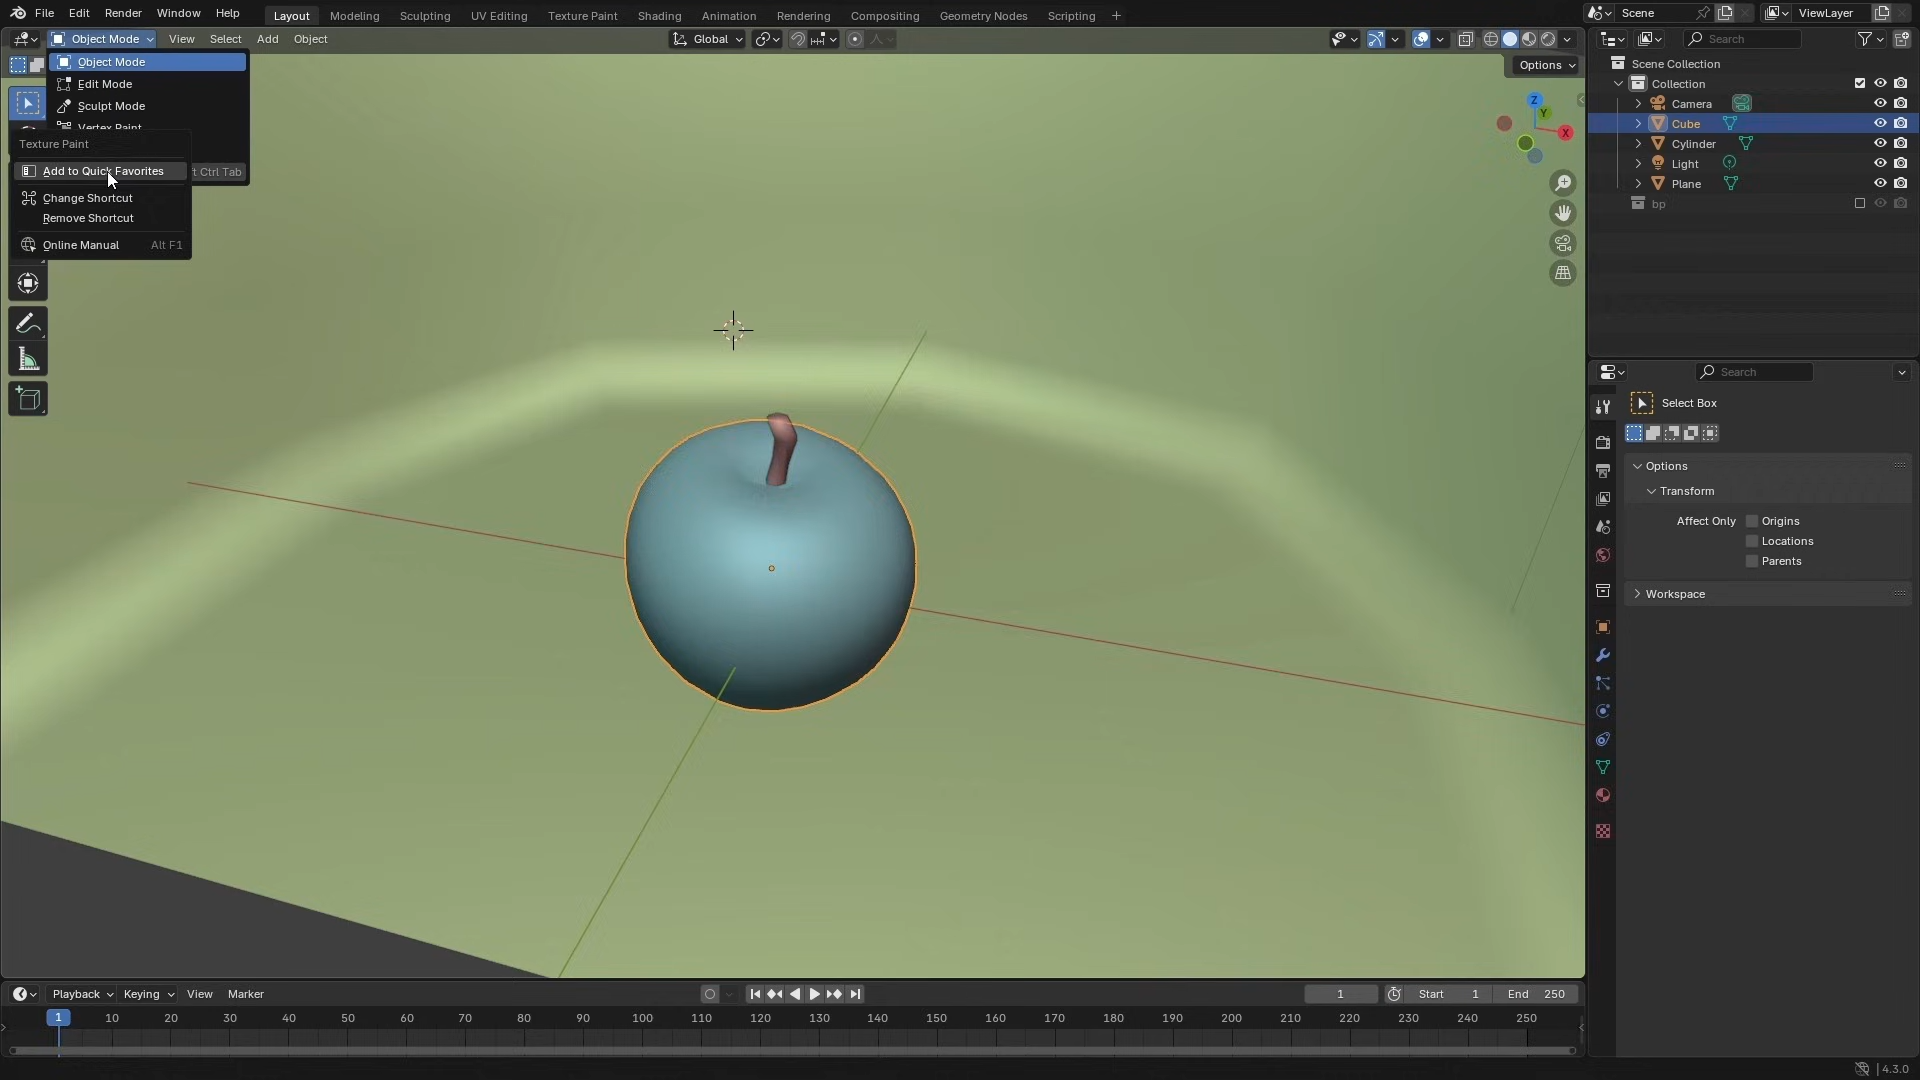 File Edit Render Window Help Layout Modeling Sculpting UV Editing Texture Paint Shading Animation Rendering Compositing Geometry Nodes Scripting + Scene ViewLayer
Object Mode View Select Add Object Global Search
Options
Object Mode
Edit Mode
Sculpt Mode
Vertex Paint
Texture Paint
Add to Quick Favorites
t Ctrl Tab
Change Shortcut
Remove Shortcut
Online Manual Alt F1
Z
Y
X
Scene Collection
Collection
Camera
Cube
Cylinder
Light
Plane
bp
Search
Select Box
Options
Transform
Affect Only Origins
Locations
Parents
Workspace
Playback Keying View Marker 1 Start 1 End 250
1 10 20 30 40 50 60 70 80 90 100 110 120 130 140 150 160 170 180 190 200 210 220 230 240 250
4.3.0